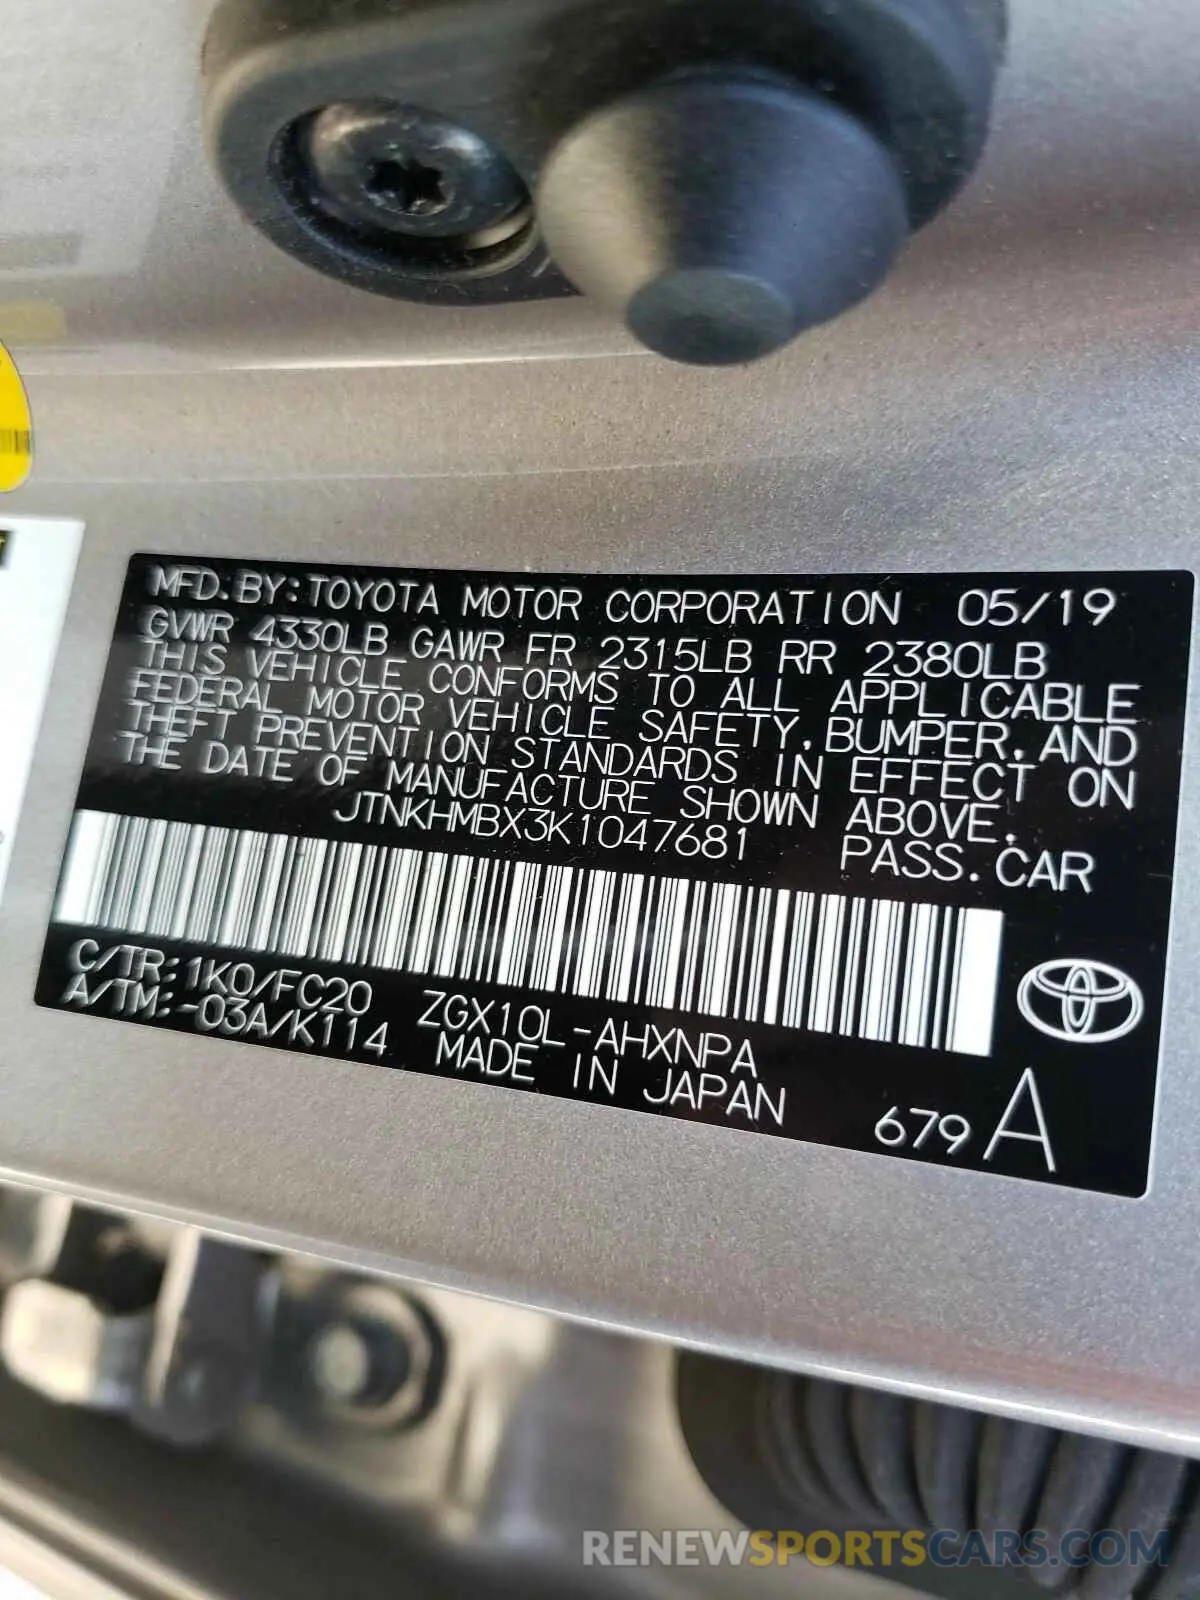 MFD.BY:TOYOTA MOTOR CORPORATION 05/19
GVWR 4330LB GAWR FR 2315LB RR 2380LB
THIS VEHICLE CONFORMS TO ALL APPLICABLE
FEDERAL MOTOR VEHICLE SAFETY,BUMPER,AND
THEFT PREVENTION STANDARDS IN EFFECT ON
THE DATE OF MANUFACTURE SHOWN ABOVE.
JTNKHMBX3K1047681 PASS.CAR
C/TR:1K0/FC20 ZGX10L-AHXNPA
A/TM:-03A/K114 MADE IN JAPAN
679 A
RENEWSPORTSCARS.COM